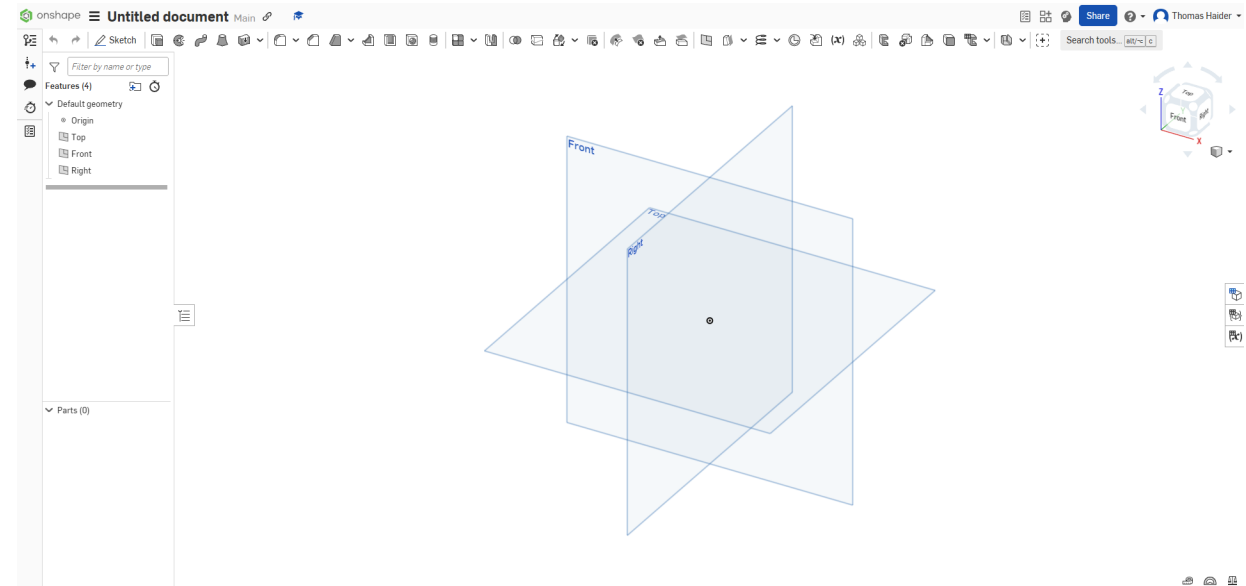 onshape Untitled document Main Share Thomas Haider
Sketch (x) Search tools... alt/⌥ c
Filter by name or type
Features (4)
Default geometry
Origin
Top
Front
Right
Parts (0)
Front
Top
Right
Z
Top
Front
Right
X
(x)